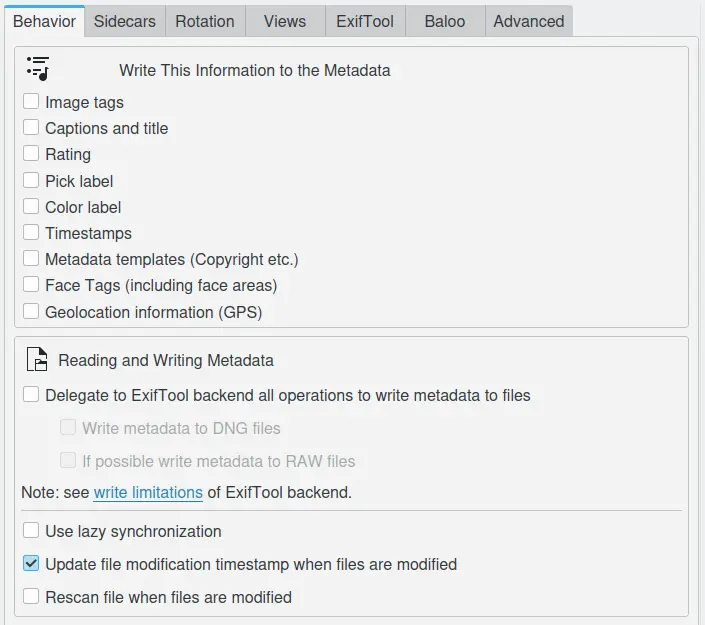 Behavior Sidecars Rotation Views ExifTool Baloo Advanced
Write This Information to the Metadata
Image tags
Captions and title
Rating
Pick label
Color label
Timestamps
Metadata templates (Copyright etc.)
Face Tags (including face areas)
Geolocation information (GPS)
Reading and Writing Metadata
Delegate to ExifTool backend all operations to write metadata to files
Write metadata to DNG files
If possible write metadata to RAW files
Note: see write limitations of ExifTool backend.
Use lazy synchronization
Update file modification timestamp when files are modified
Rescan file when files are modified